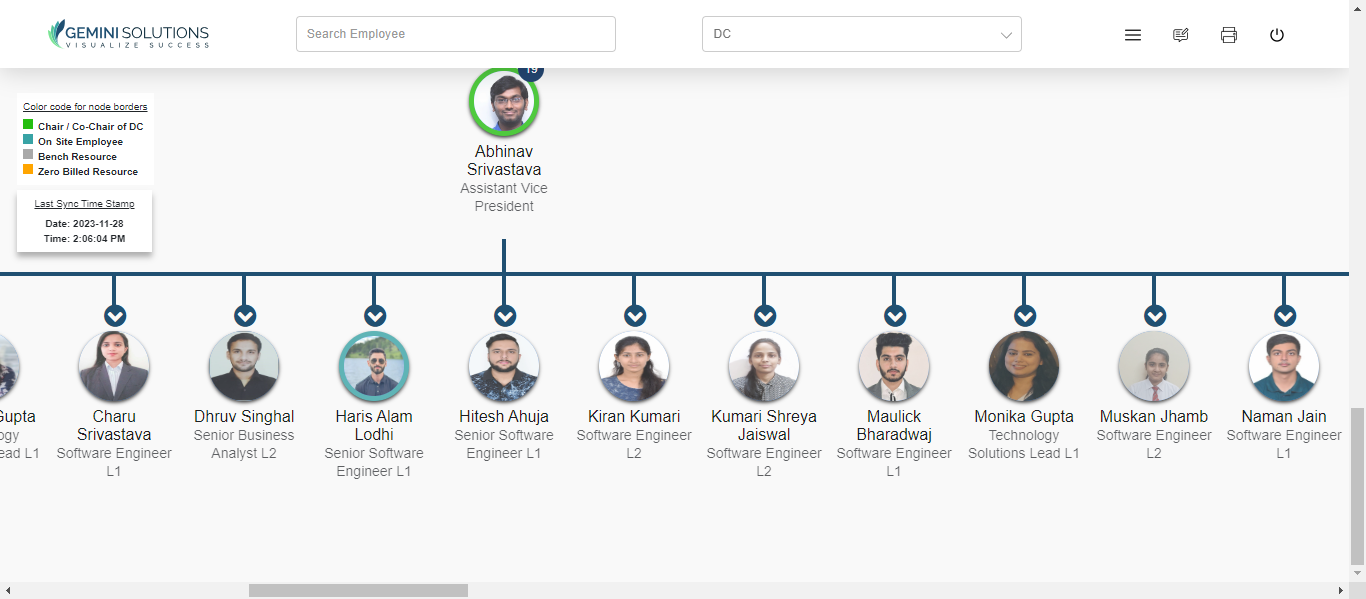 GEMINI SOLUTIONS
VISUALIZE SUCCESS
Search Employee
DC
19
Color code for node borders
Chair / Co-Chair of DC
On Site Employee
Bench Resource
Zero Billed Resource
Last Sync Time Stamp
Date: 2023-11-28
Time: 2:06:04 PM
Abhinav
Srivastava
Assistant Vice
President
Gupta
ead L1
Charu
Srivastava
Software Engineer
L1
Dhruv Singhal
Senior Business
Analyst L2
Haris Alam
Lodhi
Senior Software
Engineer L1
Hitesh Ahuja
Senior Software
Engineer L1
Kiran Kumari
Software Engineer
L2
Kumari Shreya
Jaiswal
Software Engineer
L2
Maulick
Bharadwaj
Software Engineer
L1
Monika Gupta
Technology
Solutions Lead L1
Muskan Jhamb
Software Engineer
L2
Naman Jain
Software Engineer
L1